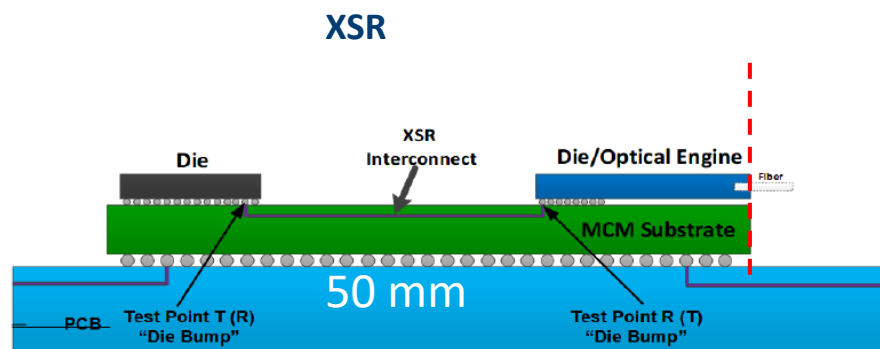 XSR
XSR
Interconnect
Die
Die/Optical Engine
Fiber
MCM Substrate
50 mm
PCB
Test Point T (R)
“Die Bump”
Test Point R (T)
“Die Bump”